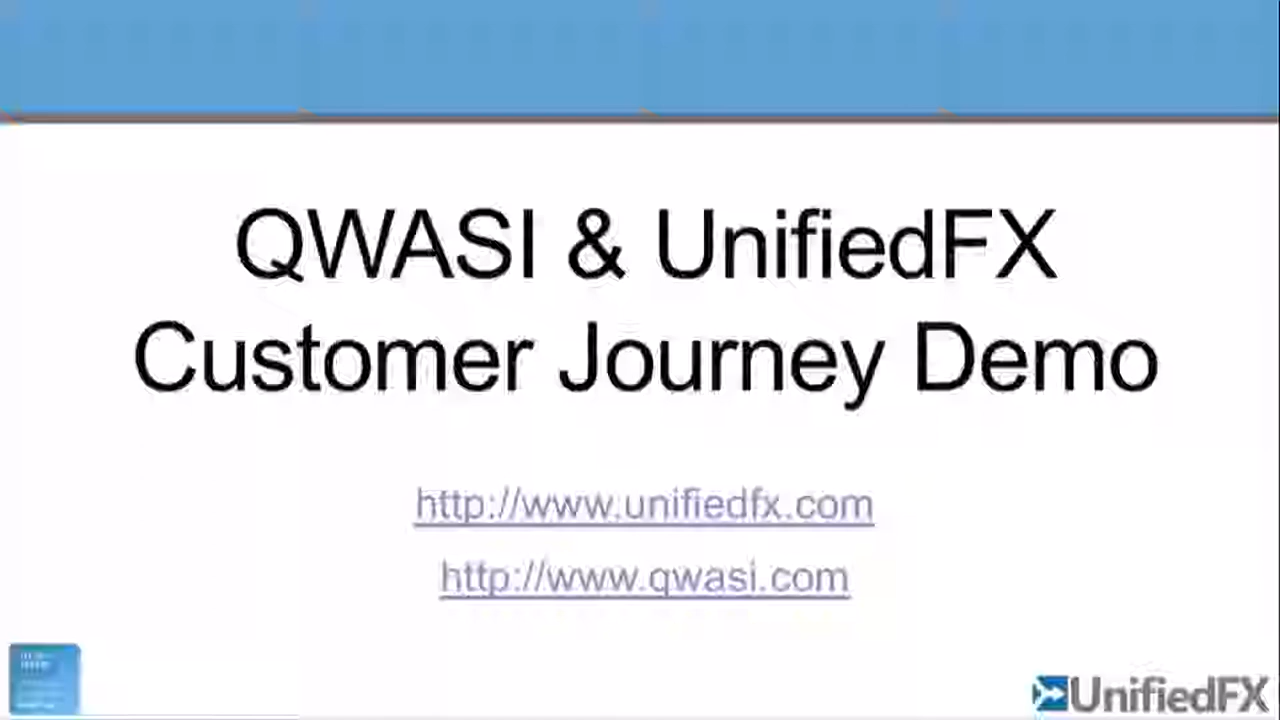 QWASI & UnifiedFX
Customer Journey Demo
http://www.unifiedfx.com
http://www.qwasi.com
UnifiedFX